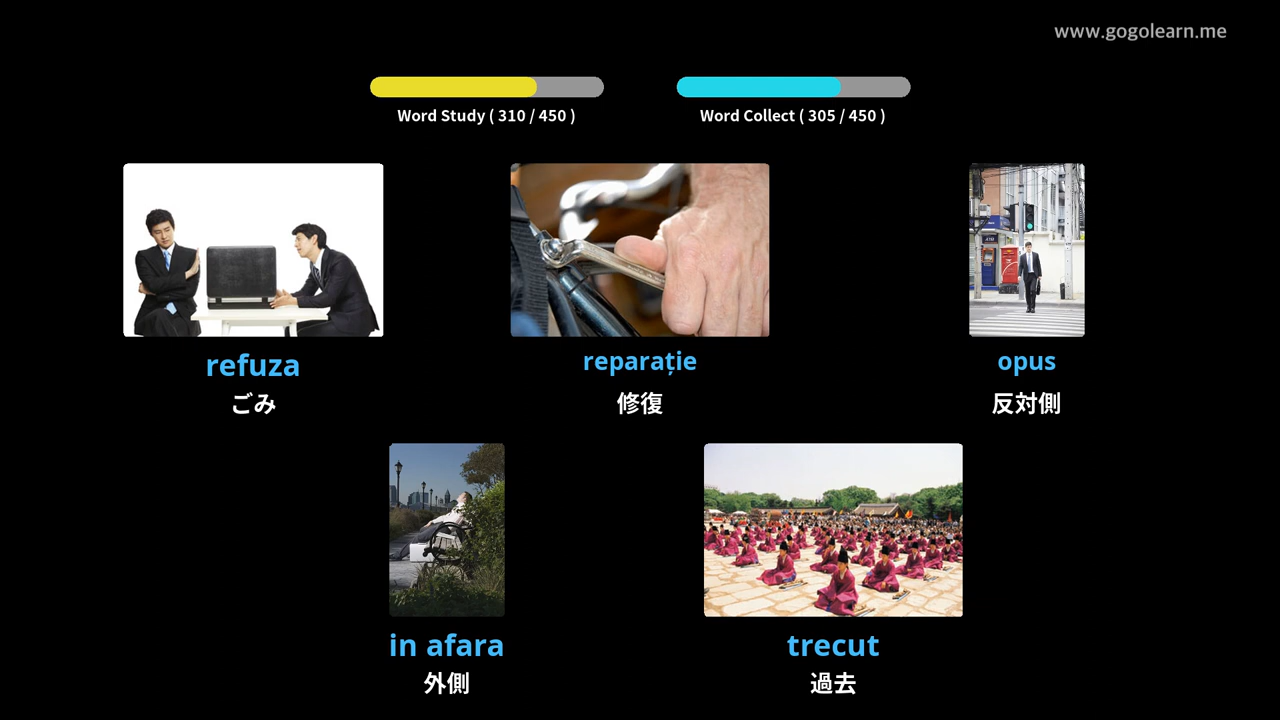 www.gogolearn.me
Word Study ( 310 / 450 )
Word Collect ( 305 / 450 )
refuza
ごみ
reparație
修復
opus
反対側
in afara
外側
trecut
過去